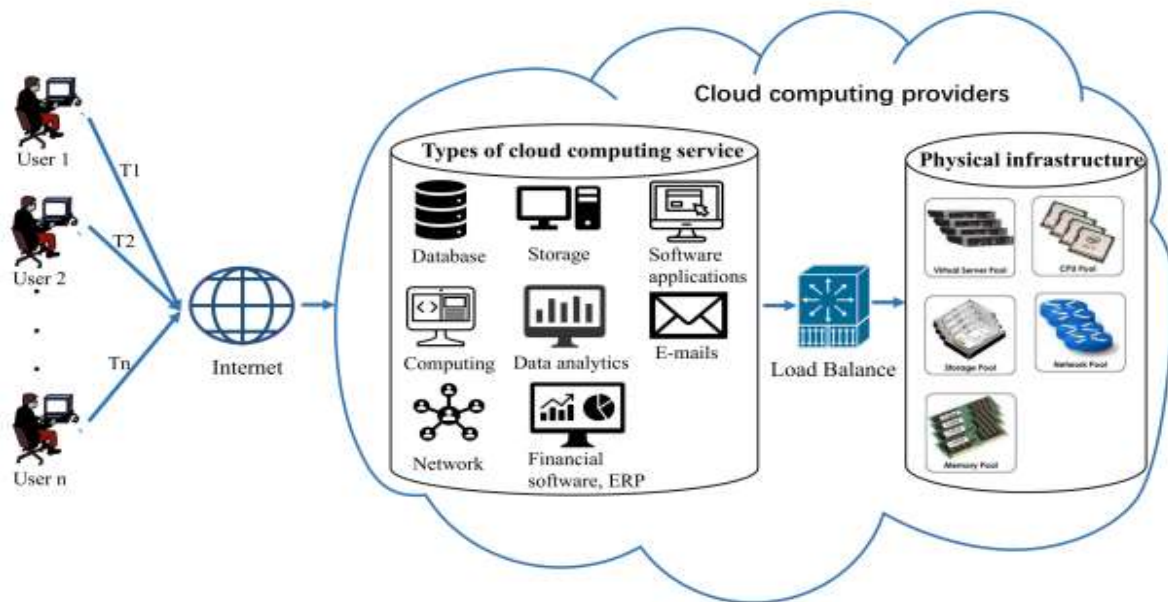 Cloud computing providers
User 1
T1
User 2
T2
Tn
User n
Internet
Types of cloud computing service
Database
Storage
Software
applications
Computing
Data analytics
E-mails
Network
Financial
software, ERP
Load Balance
Physical infrastructure
Virtual Server Pool
CPU Pool
Storage Pool
Network Pool
Memory Pool